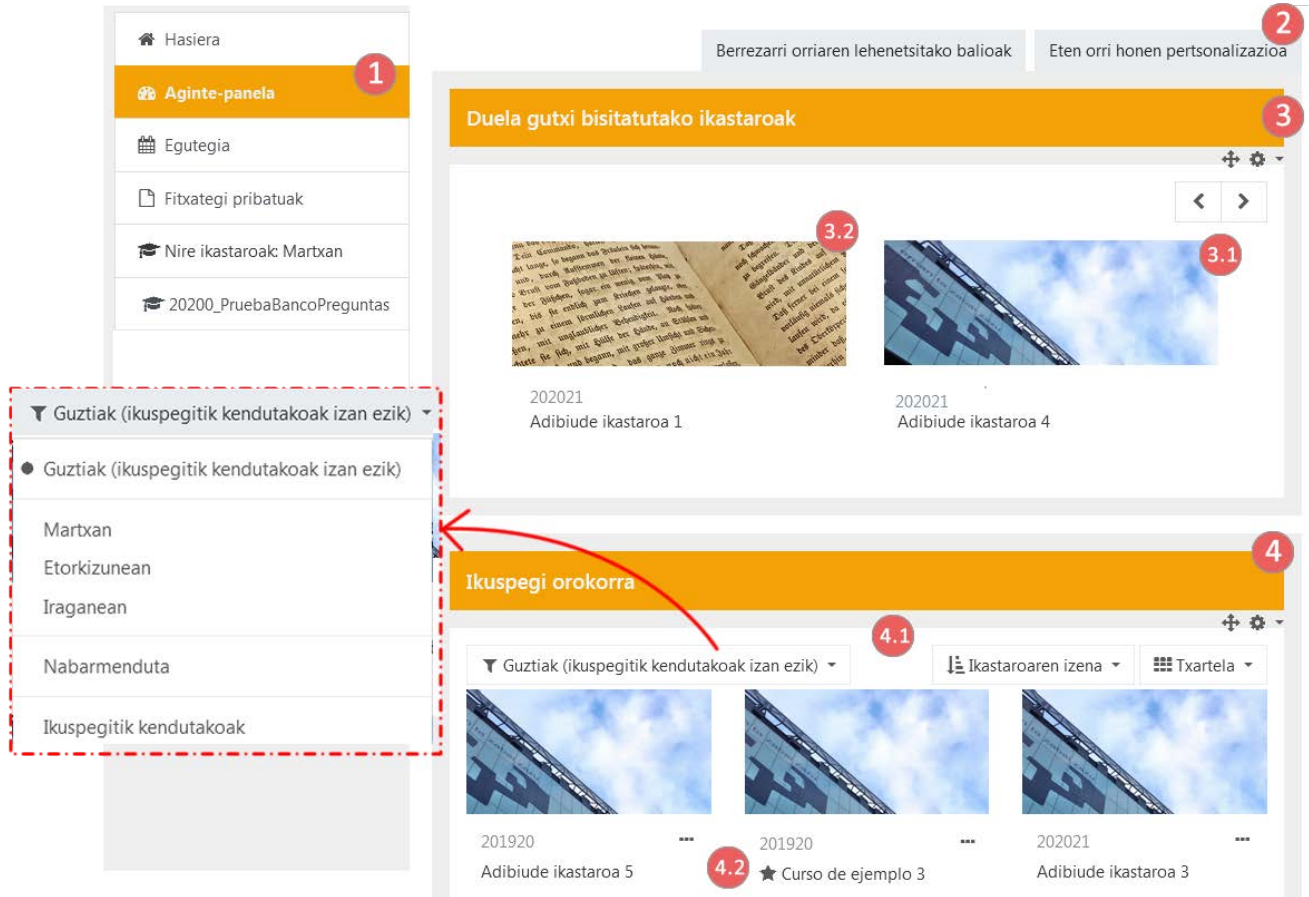 Hasiera
1
Aginte-panela
Egutegia
Fitxategi pribatuak
Nire ikastaroak: Martxan
20200_PruebaBancoPreguntas
Guztiak (ikuspegitik kendutakoak izan ezik)
Guztiak (ikuspegitik kendutakoak izan ezik)
Martxan
Etorkizunean
Iraganean
Nabarmenduta
Ikuspegitik kendutakoak
2
Berrezarri orriaren lehenetsitako balioak
Eten orri honen pertsonalizazioa
Duela gutxi bisitatutako ikastaroak
3
3.2
3.1
202021
Adibiude ikastaroa 1
202021
Adibiude ikastaroa 4
4
Ikuspegi orokorra
4.1
Guztiak (ikuspegitik kendutakoak izan ezik)
Ikastaroaren izena
Txartela
201920
Adibiude ikastaroa 5
4.2
201920
Curso de ejemplo 3
202021
Adibiude ikastaroa 3